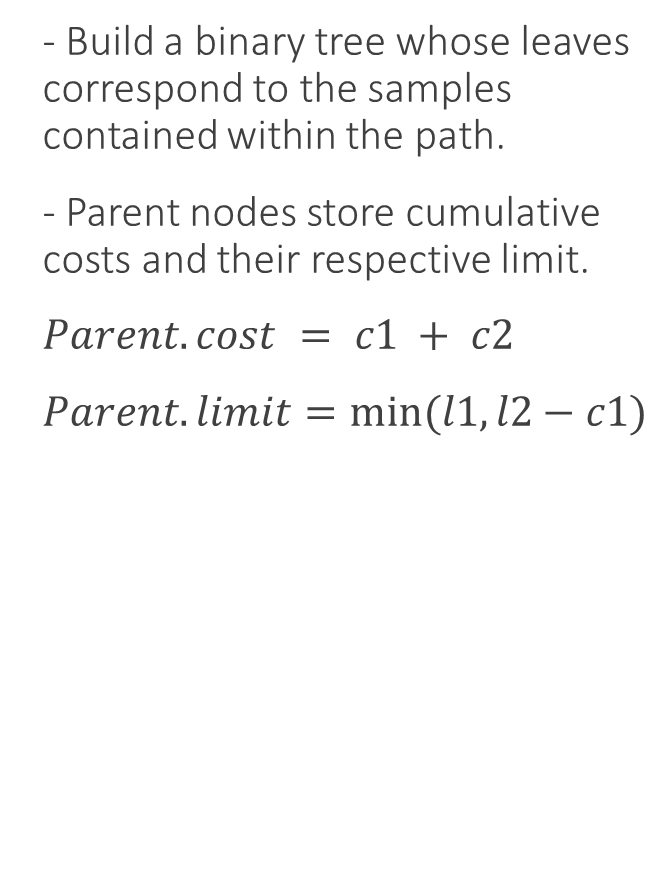 - Build a binary tree whose leaves
correspond to the samples
contained within the path.
- Parent nodes store cumulative
costs and their respective limit.
Parent. cost = c1 + c2
Parent. limit = min(l1, l2 − c1)